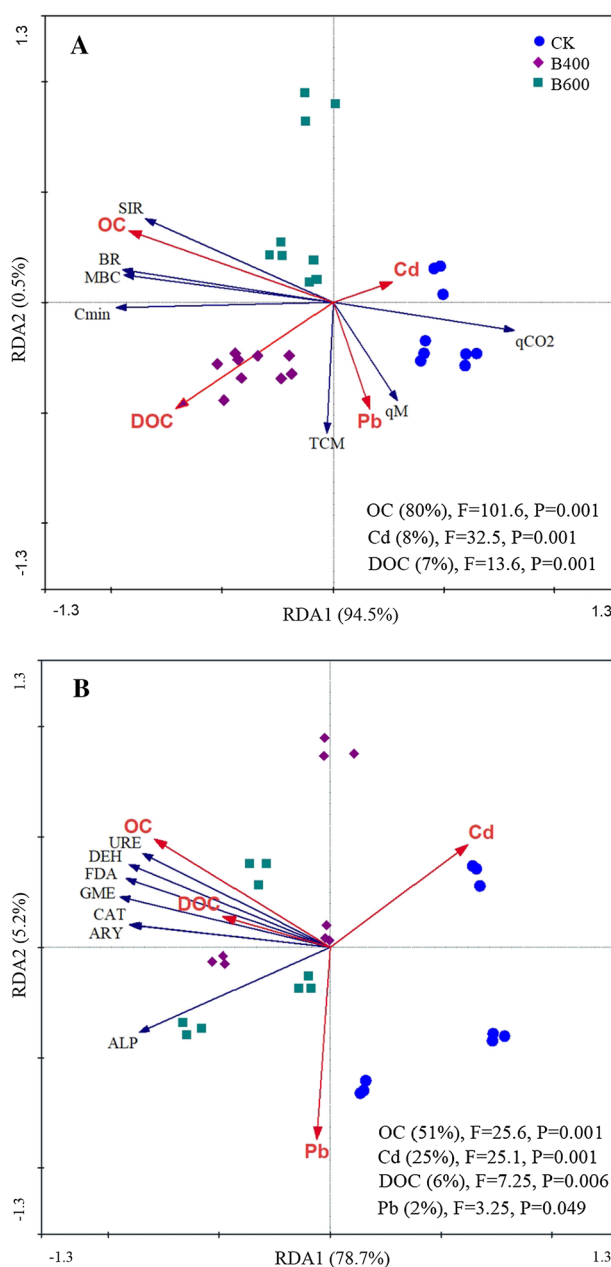 1.3
A
CK
B400
B600
SIR
OC
BR
MBC
Cmin
Cd
qCO2
DOC
TCM
Pb
qM
RDA2 (0.5%)
OC (80%), F=101.6, P=0.001
Cd (8%), F=32.5, P=0.001
DOC (7%), F=13.6, P=0.001
-1.3
-1.3
RDA1 (94.5%)
1.3
1.3
B
OC
URE
DEH
FDA
GME
DOC
CAT
ARY
ALP
Cd
Pb
RDA2 (5.2%)
OC (51%), F=25.6, P=0.001
Cd (25%), F=25.1, P=0.001
DOC (6%), F=7.25, P=0.006
Pb (2%), F=3.25, P=0.049
-1.3
-1.3
RDA1 (78.7%)
1.3